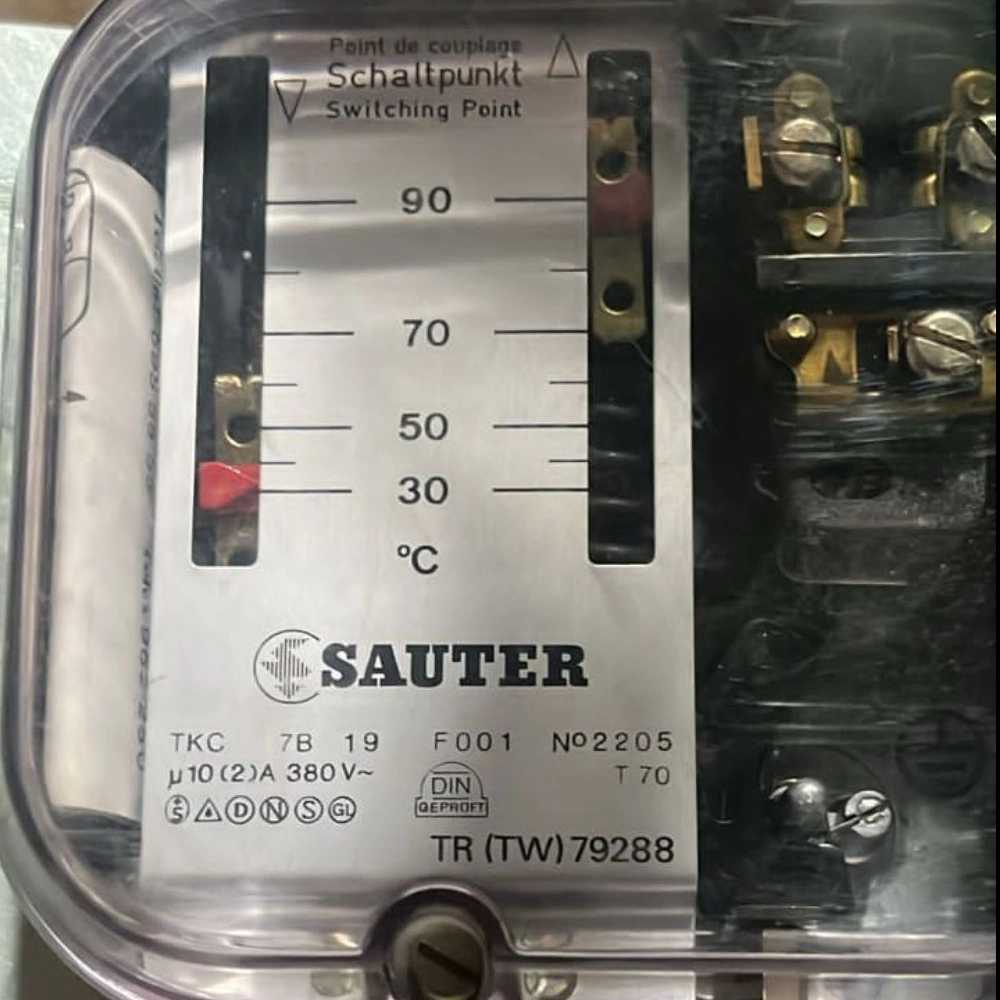 Point de couplage
Schaltpunkt
Switching Point
90
70
50
30
°C
SAUTER
TKC 7B 19 F001 Nº2205
µ10(2)A 380V~ T70
S D N S GL
DIN
GEPRÜFT
TR (TW) 79288